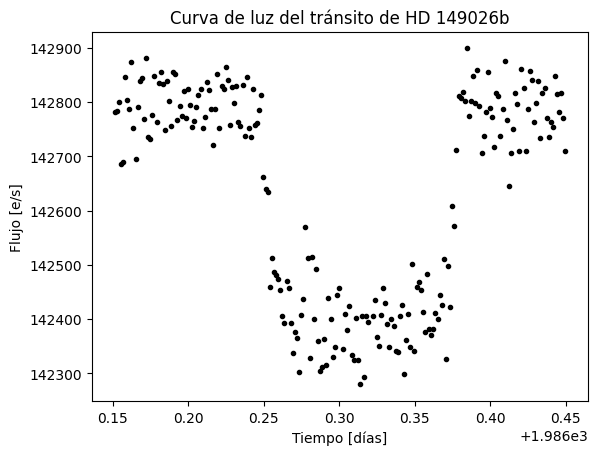 Curva de luz del tránsito de HD 149026b
Flujo [e/s]
142900
142800
142700
142600
142500
142400
142300
0.15 0.20 0.25 0.30 0.35 0.40 0.45
Tiempo [días]
+1.986e3